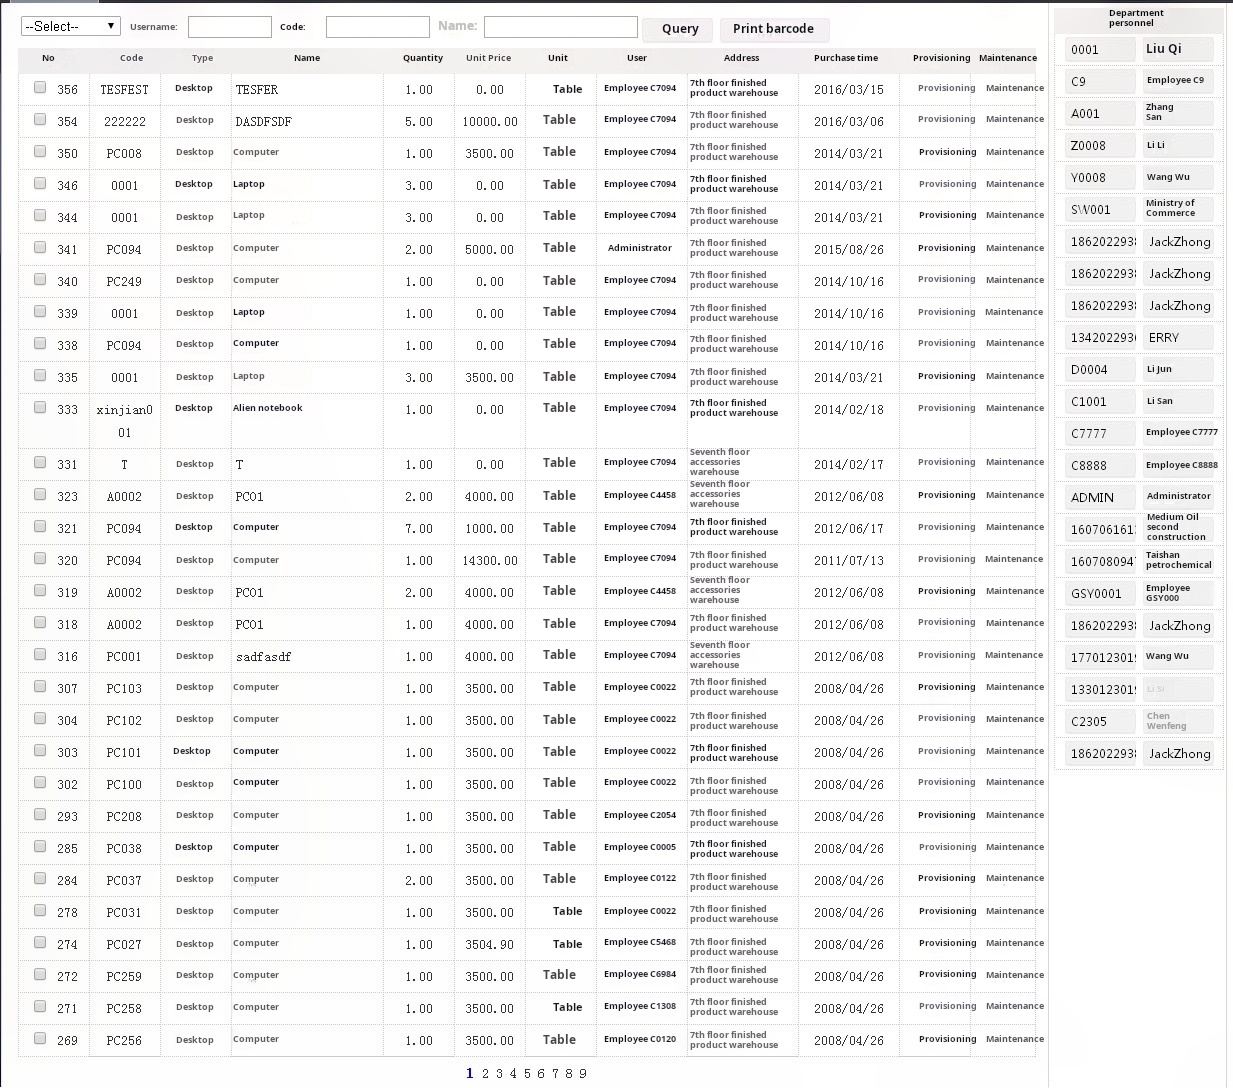 --Select-- Username: Code: Name: Query Print barcode
No Code Type Name Quantity Unit Price Unit User Address Purchase time Provisioning Maintenance
356 TESFEST Desktop TESFER 1.00 0.00 Table Employee C7094 7th floor finished product warehouse 2016/03/15 Provisioning Maintenance
354 222222 Desktop DASDFSDF 5.00 10000.00 Table Employee C7094 7th floor finished product warehouse 2016/03/06 Provisioning Maintenance
350 PC008 Desktop Computer 1.00 3500.00 Table Employee C7094 7th floor finished product warehouse 2014/03/21 Provisioning Maintenance
346 0001 Desktop Laptop 3.00 0.00 Table Employee C7094 7th floor finished product warehouse 2014/03/21 Provisioning Maintenance
344 0001 Desktop Laptop 3.00 0.00 Table Employee C7094 7th floor finished product warehouse 2014/03/21 Provisioning Maintenance
341 PC094 Desktop Computer 2.00 5000.00 Table Administrator 7th floor finished product warehouse 2015/08/26 Provisioning Maintenance
340 PC249 Desktop Computer 1.00 0.00 Table Employee C7094 7th floor finished product warehouse 2014/10/16 Provisioning Maintenance
339 0001 Desktop Laptop 1.00 0.00 Table Employee C7094 7th floor finished product warehouse 2014/10/16 Provisioning Maintenance
338 PC094 Desktop Computer 1.00 0.00 Table Employee C7094 7th floor finished product warehouse 2014/10/16 Provisioning Maintenance
335 0001 Desktop Laptop 3.00 3500.00 Table Employee C7094 7th floor finished product warehouse 2014/03/21 Provisioning Maintenance
333 xinjian001 Desktop Alien notebook 1.00 0.00 Table Employee C7094 7th floor finished product warehouse 2014/02/18 Provisioning Maintenance
331 T Desktop T 1.00 0.00 Table Employee C7094 Seventh floor accessories warehouse 2014/02/17 Provisioning Maintenance
323 A0002 Desktop PCO1 2.00 4000.00 Table Employee C4458 Seventh floor accessories warehouse 2012/06/08 Provisioning Maintenance
321 PC094 Desktop Computer 7.00 1000.00 Table Employee C7094 7th floor finished product warehouse 2012/06/17 Provisioning Maintenance
320 PC094 Desktop Computer 1.00 14300.00 Table Employee C7094 7th floor finished product warehouse 2011/07/13 Provisioning Maintenance
319 A0002 Desktop PCO1 2.00 4000.00 Table Employee C4458 Seventh floor accessories warehouse 2012/06/08 Provisioning Maintenance
318 A0002 Desktop PCO1 1.00 4000.00 Table Employee C7094 7th floor finished product warehouse 2012/06/08 Provisioning Maintenance
316 PC001 Desktop sadfasdf 1.00 4000.00 Table Employee C7094 Seventh floor accessories warehouse 2012/06/08 Provisioning Maintenance
307 PC103 Desktop Computer 1.00 3500.00 Table Employee C0022 7th floor finished product warehouse 2008/04/26 Provisioning Maintenance
304 PC102 Desktop Computer 1.00 3500.00 Table Employee C0022 7th floor finished product warehouse 2008/04/26 Provisioning Maintenance
303 PC101 Desktop Computer 1.00 3500.00 Table Employee C0022 7th floor finished product warehouse 2008/04/26 Provisioning Maintenance
302 PC100 Desktop Computer 1.00 3500.00 Table Employee C0022 7th floor finished product warehouse 2008/04/26 Provisioning Maintenance
293 PC208 Desktop Computer 1.00 3500.00 Table Employee C2054 7th floor finished product warehouse 2008/04/26 Provisioning Maintenance
285 PC038 Desktop Computer 1.00 3500.00 Table Employee C0005 7th floor finished product warehouse 2008/04/26 Provisioning Maintenance
284 PC037 Desktop Computer 2.00 3500.00 Table Employee C0122 7th floor finished product warehouse 2008/04/26 Provisioning Maintenance
278 PC031 Desktop Computer 1.00 3500.00 Table Employee C0022 7th floor finished product warehouse 2008/04/26 Provisioning Maintenance
274 PC027 Desktop Computer 1.00 3504.90 Table Employee C5468 7th floor finished product warehouse 2008/04/26 Provisioning Maintenance
272 PC259 Desktop Computer 1.00 3500.00 Table Employee C6984 7th floor finished product warehouse 2008/04/26 Provisioning Maintenance
271 PC258 Desktop Computer 1.00 3500.00 Table Employee C1308 7th floor finished product warehouse 2008/04/26 Provisioning Maintenance
269 PC256 Desktop Computer 1.00 3500.00 Table Employee C0120 7th floor finished product warehouse 2008/04/26 Provisioning Maintenance
1 2 3 4 5 6 7 8 9
Department
personnel
0001 Liu Qi
C9 Employee C9
A001 Zhang San
Z0008 Li Li
Y0008 Wang Wu
SW001 Ministry of Commerce
1862022938 JackZhong
1862022938 JackZhong
1862022938 JackZhong
1342022930 ERRY
D0004 Li Jun
C1001 Li San
C7777 Employee C7777
C8888 Employee C8888
ADMIN Administrator
160706161 Medium Oil second construction
1607080947 Taishan petrochemical
GSY0001 Employee GSY000
1862022938 JackZhong
1770123019 Wang Wu
1330123019 Li Si
C2305 Chen Wenfeng
1862022938 JackZhong